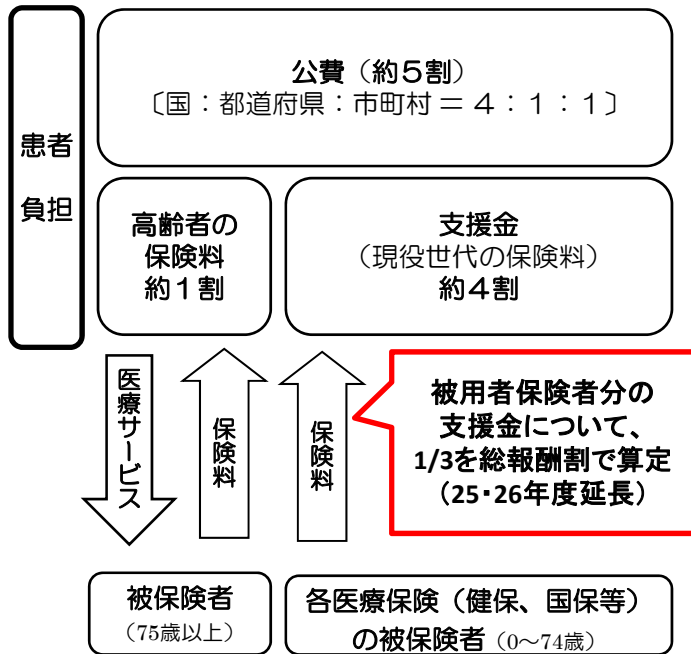 患者
負担
公費（約５割）
〔国：都道府県：市町村 ＝ ４：１：１〕
高齢者の
保険料
約１割
支援金
（現役世代の保険料）
約４割
医療サービス
保険料
保険料
被用者保険者分の
支援金について、
1/3を総報酬割で算定
（25・26年度延長）
被保険者
（75歳以上）
各医療保険（健保、国保等）
の被保険者（0～74歳）